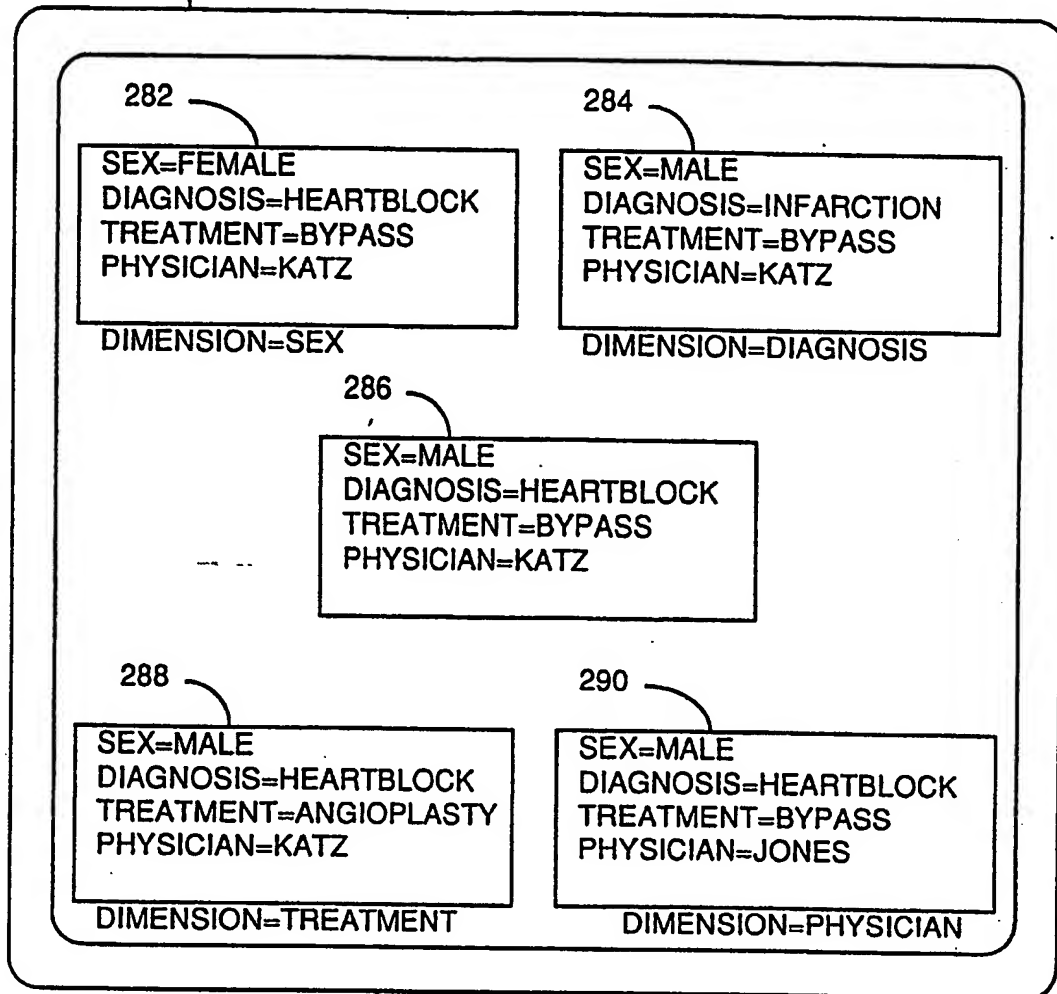 282
SEX=FEMALE
DIAGNOSIS=HEARTBLOCK
TREATMENT=BYPASS
PHYSICIAN=KATZ
DIMENSION=SEX
284
SEX=MALE
DIAGNOSIS=INFARCTION
TREATMENT=BYPASS
PHYSICIAN=KATZ
DIMENSION=DIAGNOSIS
286
SEX=MALE
DIAGNOSIS=HEARTBLOCK
TREATMENT=BYPASS
PHYSICIAN=KATZ
288
SEX=MALE
DIAGNOSIS=HEARTBLOCK
TREATMENT=ANGIOPLASTY
PHYSICIAN=KATZ
DIMENSION=TREATMENT
290
SEX=MALE
DIAGNOSIS=HEARTBLOCK
TREATMENT=BYPASS
PHYSICIAN=JONES
DIMENSION=PHYSICIAN